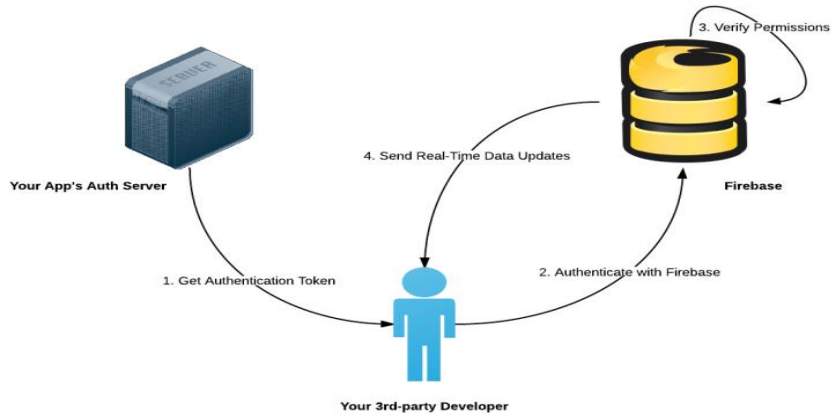 3. Verify Permissions
SERVER
4. Send Real-Time Data Updates
Your App's Auth Server
Firebase
1. Get Authentication Token
2. Authenticate with Firebase
Your 3rd-party Developer